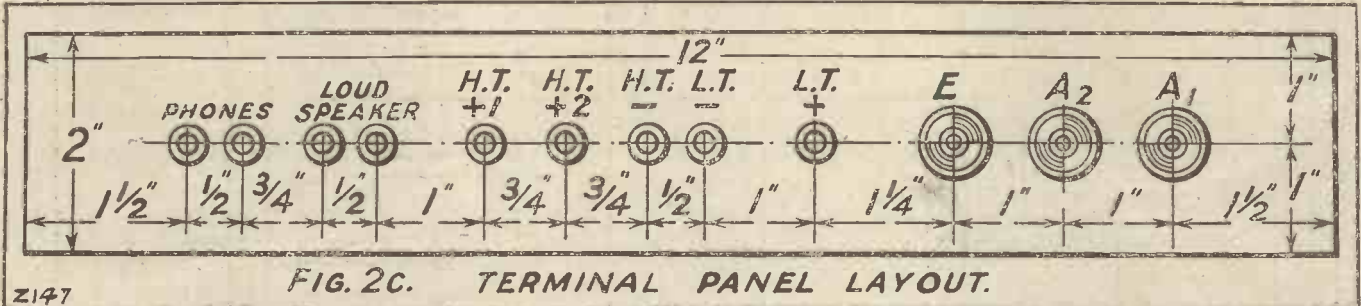 12"
H.T. H.T. H.T. L.T. L.T. E A2 A1
LOUD
PHONES SPEAKER +1 +2 - - +
2" 1"
1"
1½" ½" ¾" ½" 1" ¾" ¾" ½" 1" 1¼" 1" 1" 1½"
FIG. 2C. TERMINAL PANEL LAYOUT.
Z147